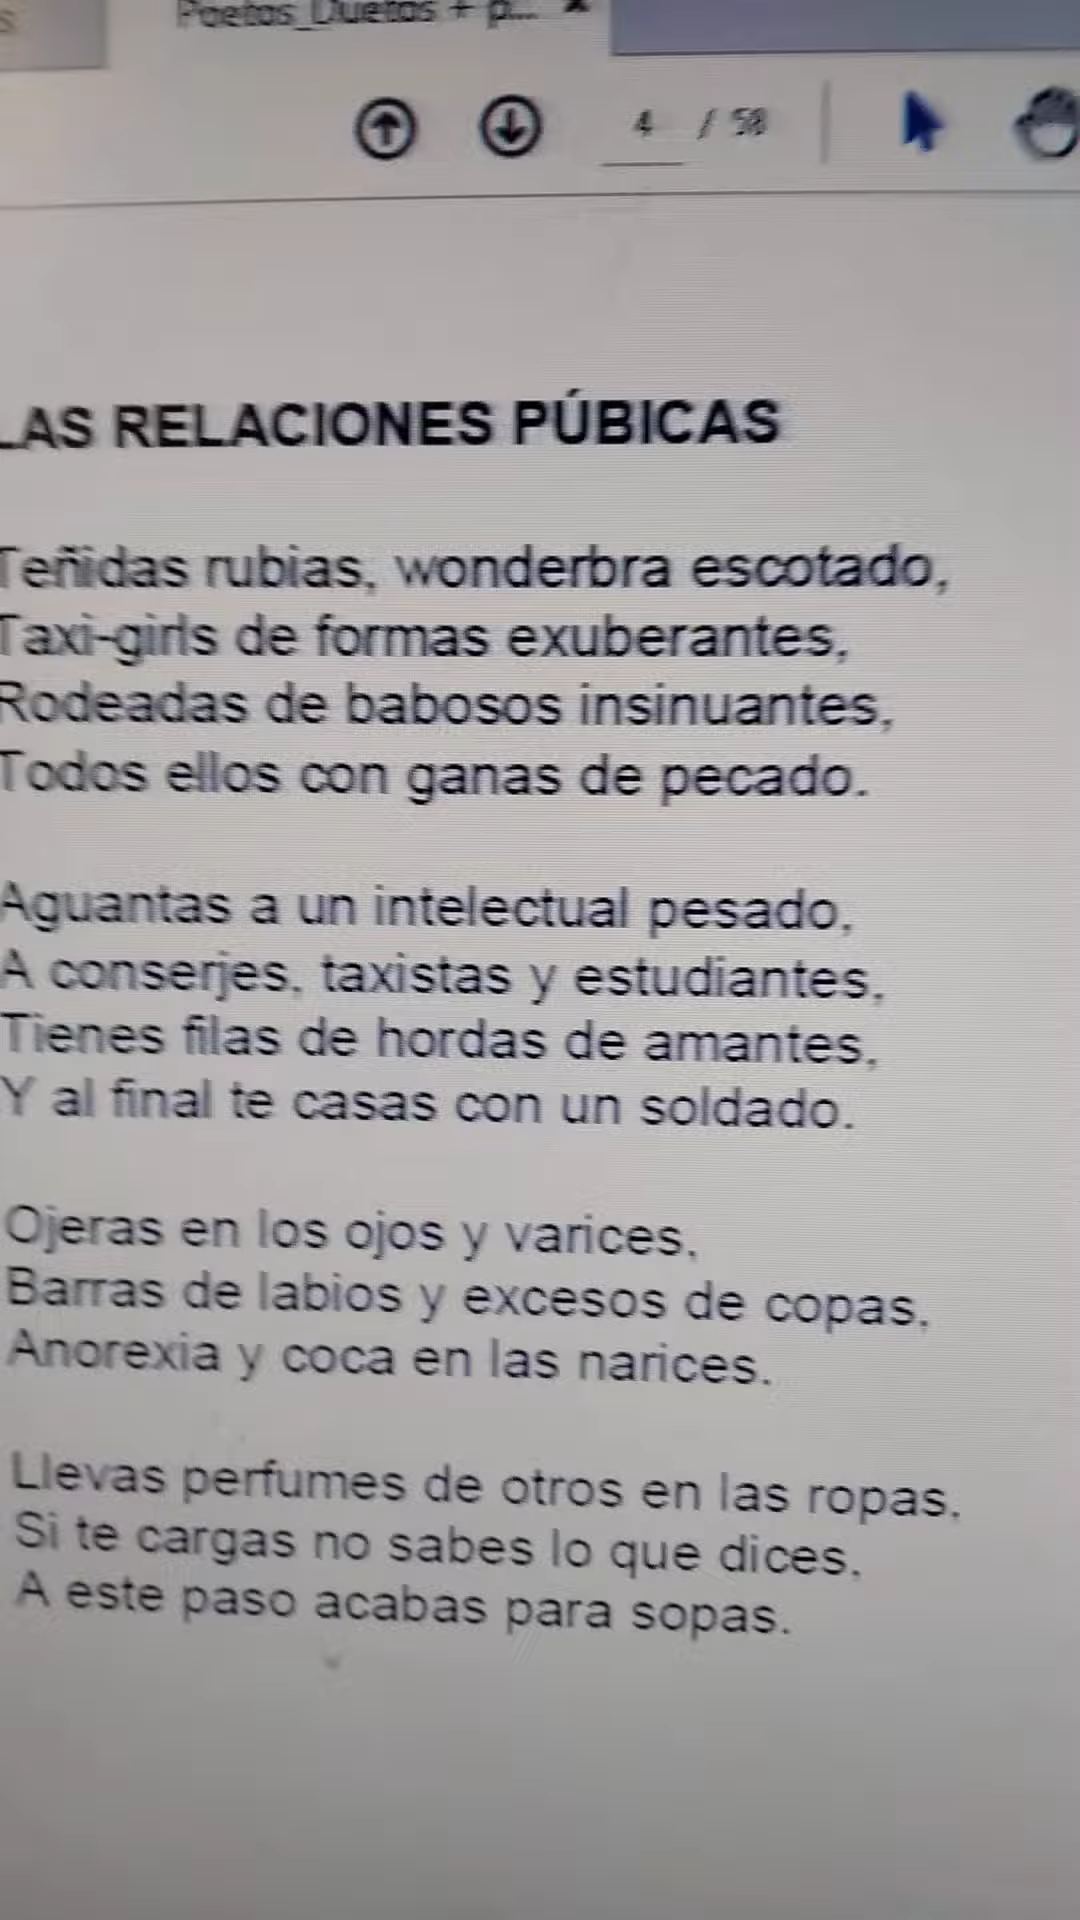 4 / 58
LAS RELACIONES PÚBICAS
Teñidas rubias, wonderbra escotado,
Taxi-girls de formas exuberantes,
Rodeadas de babosos insinuantes,
Todos ellos con ganas de pecado.
Aguantas a un intelectual pesado,
A conserjes, taxistas y estudiantes,
Tienes filas de hordas de amantes,
Y al final te casas con un soldado.
Ojeras en los ojos y varices,
Barras de labios y excesos de copas,
Anorexia y coca en las narices.
Llevas perfumes de otros en las ropas,
Si te cargas no sabes lo que dices,
A este paso acabas para sopas.